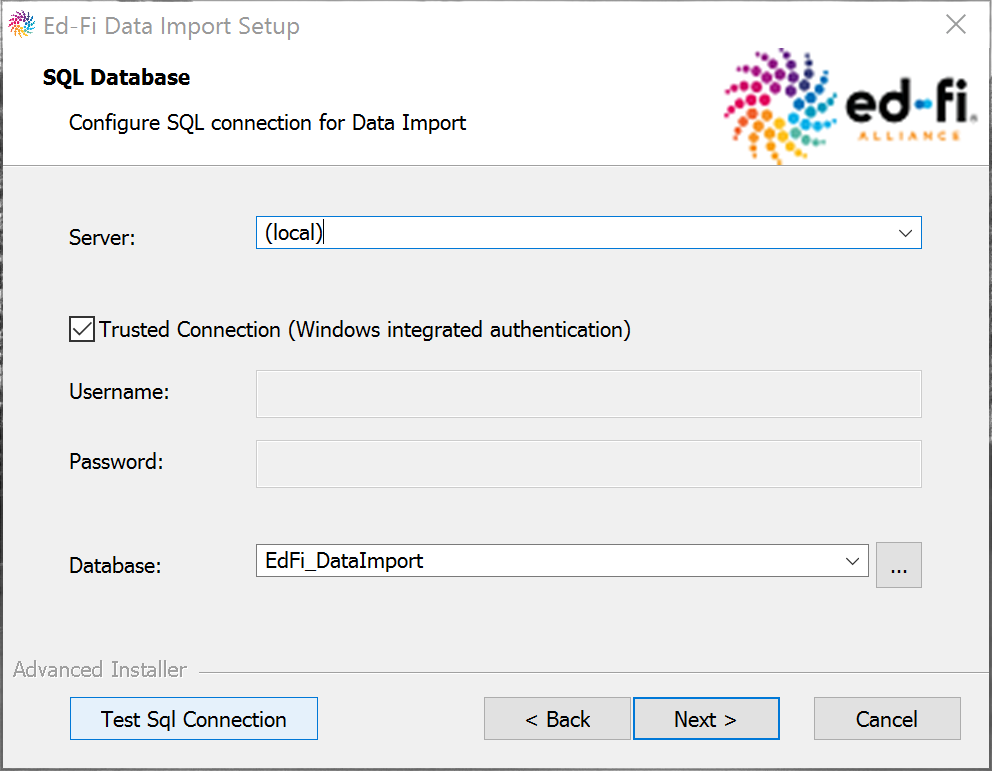 Ed-Fi Data Import Setup
SQL Database
Configure SQL connection for Data Import
ed-fi®
ALLIANCE
Server:
(local)
Trusted Connection (Windows integrated authentication)
Username:
Password:
Database:
EdFi_DataImport
...
Advanced Installer
Test Sql Connection
< Back
Next >
Cancel